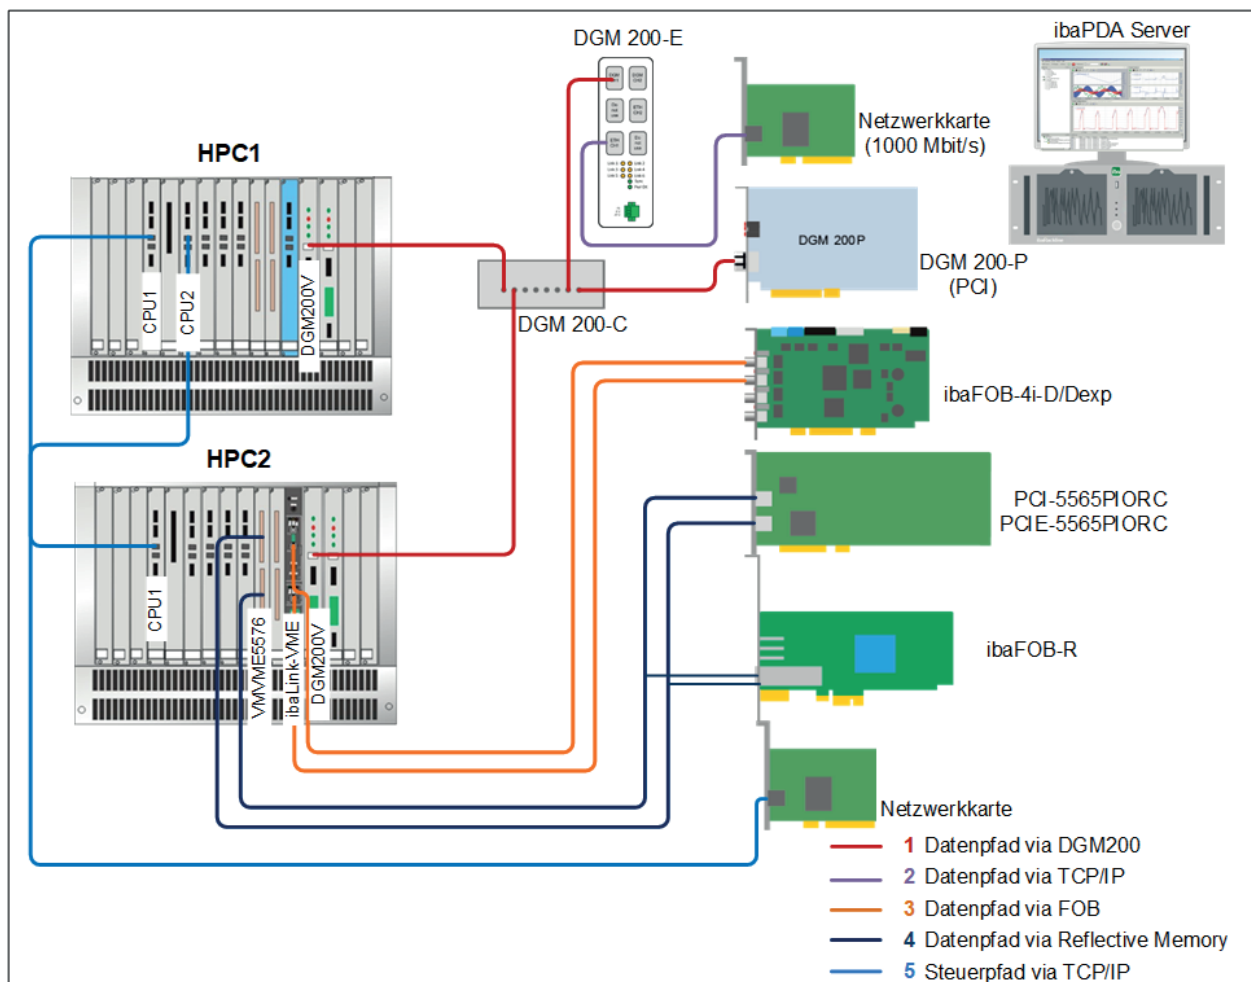 DGM 200-E
ibaPDA Server
Netzwerkkarte
(1000 Mbit/s)
HPC1
CPU1
CPU2
DGM200V
DGM 200-C
DGM 200P
DGM 200-P
(PCI)
ibaFOB-4i-D/Dexp
HPC2
CPU1
VMVME5576
ibaLink-VME
DGM200V
PCI-5565PIORC
PCIE-5565PIORC
ibaFOB-R
Netzwerkkarte
1 Datenpfad via DGM200
2 Datenpfad via TCP/IP
3 Datenpfad via FOB
4 Datenpfad via Reflective Memory
5 Steuerpfad via TCP/IP